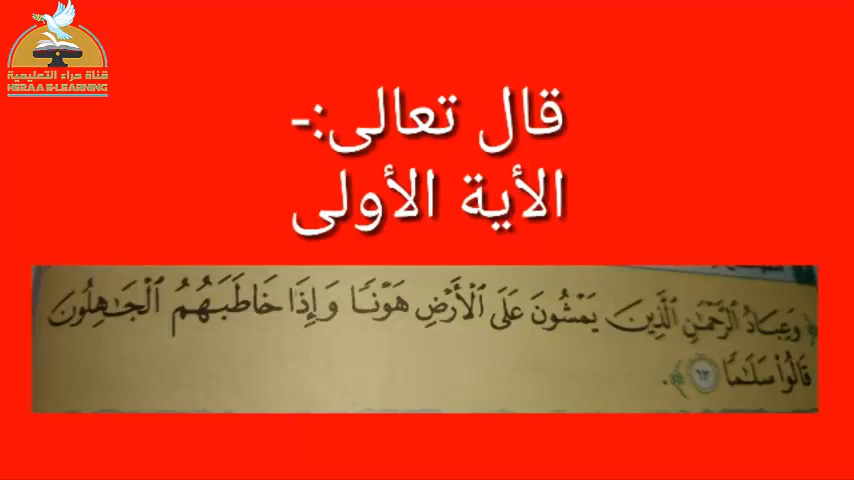 قناة حراء التعليمية
HERAA E-LEARNING
قال تعالى:-
الأية الأولى
﴿ وَعِبَادُ ٱلرَّحْمَٰنِ ٱلَّذِينَ يَمْشُونَ عَلَى ٱلْأَرْضِ هَوْنًا وَإِذَا خَاطَبَهُمُ ٱلْجَٰهِلُونَ
قَالُوا۟ سَلَٰمًا ٦٣ ﴾.